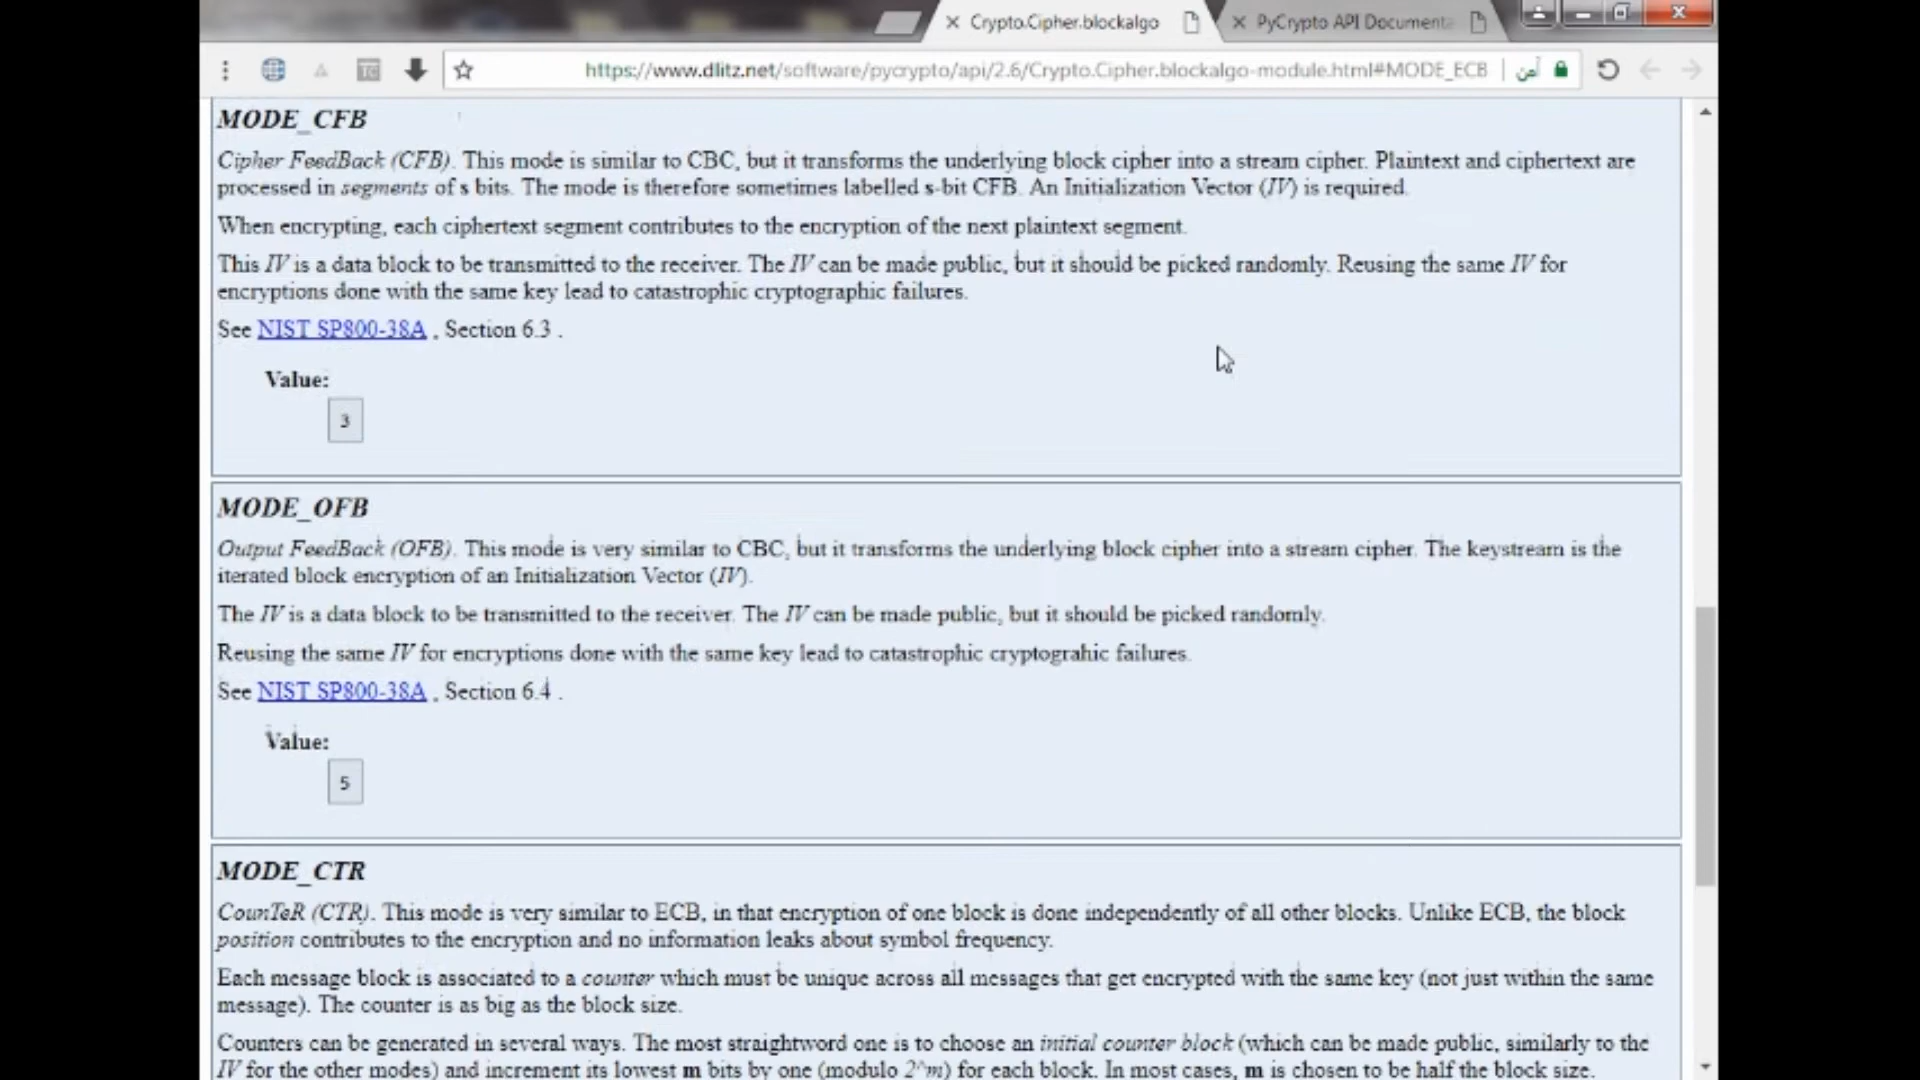 Crypto.Cipher.blockalgo
PyCrypto API Documenta
https://www.dlitz.net/software/pycrypto/api/2.6/Crypto.Cipher.blockalgo-module.html#MODE_ECB
آمن
TC
MODE_CFB
Cipher FeedBack (CFB). This mode is similar to CBC, but it transforms the underlying block cipher into a stream cipher. Plaintext and ciphertext are
processed in segments of s bits. The mode is therefore sometimes labelled s-bit CFB. An Initialization Vector (IV) is required.
When encrypting, each ciphertext segment contributes to the encryption of the next plaintext segment.
This IV is a data block to be transmitted to the receiver. The IV can be made public, but it should be picked randomly. Reusing the same IV for
encryptions done with the same key lead to catastrophic cryptographic failures.
See NIST SP800-38A , Section 6.3 .
Value:
3
MODE_OFB
Output FeedBack (OFB). This mode is very similar to CBC, but it transforms the underlying block cipher into a stream cipher. The keystream is the
iterated block encryption of an Initialization Vector (IV).
The IV is a data block to be transmitted to the receiver. The IV can be made public, but it should be picked randomly.
Reusing the same IV for encryptions done with the same key lead to catastrophic cryptograhic failures.
See NIST SP800-38A , Section 6.4 .
Value:
5
MODE_CTR
CounTeR (CTR). This mode is very similar to ECB, in that encryption of one block is done independently of all other blocks. Unlike ECB, the block
position contributes to the encryption and no information leaks about symbol frequency.
Each message block is associated to a counter which must be unique across all messages that get encrypted with the same key (not just within the same
message). The counter is as big as the block size.
Counters can be generated in several ways. The most straightword one is to choose an initial counter block (which can be made public, similarly to the
IV for the other modes) and increment its lowest m bits by one (modulo 2^m) for each block. In most cases, m is chosen to be half the block size.